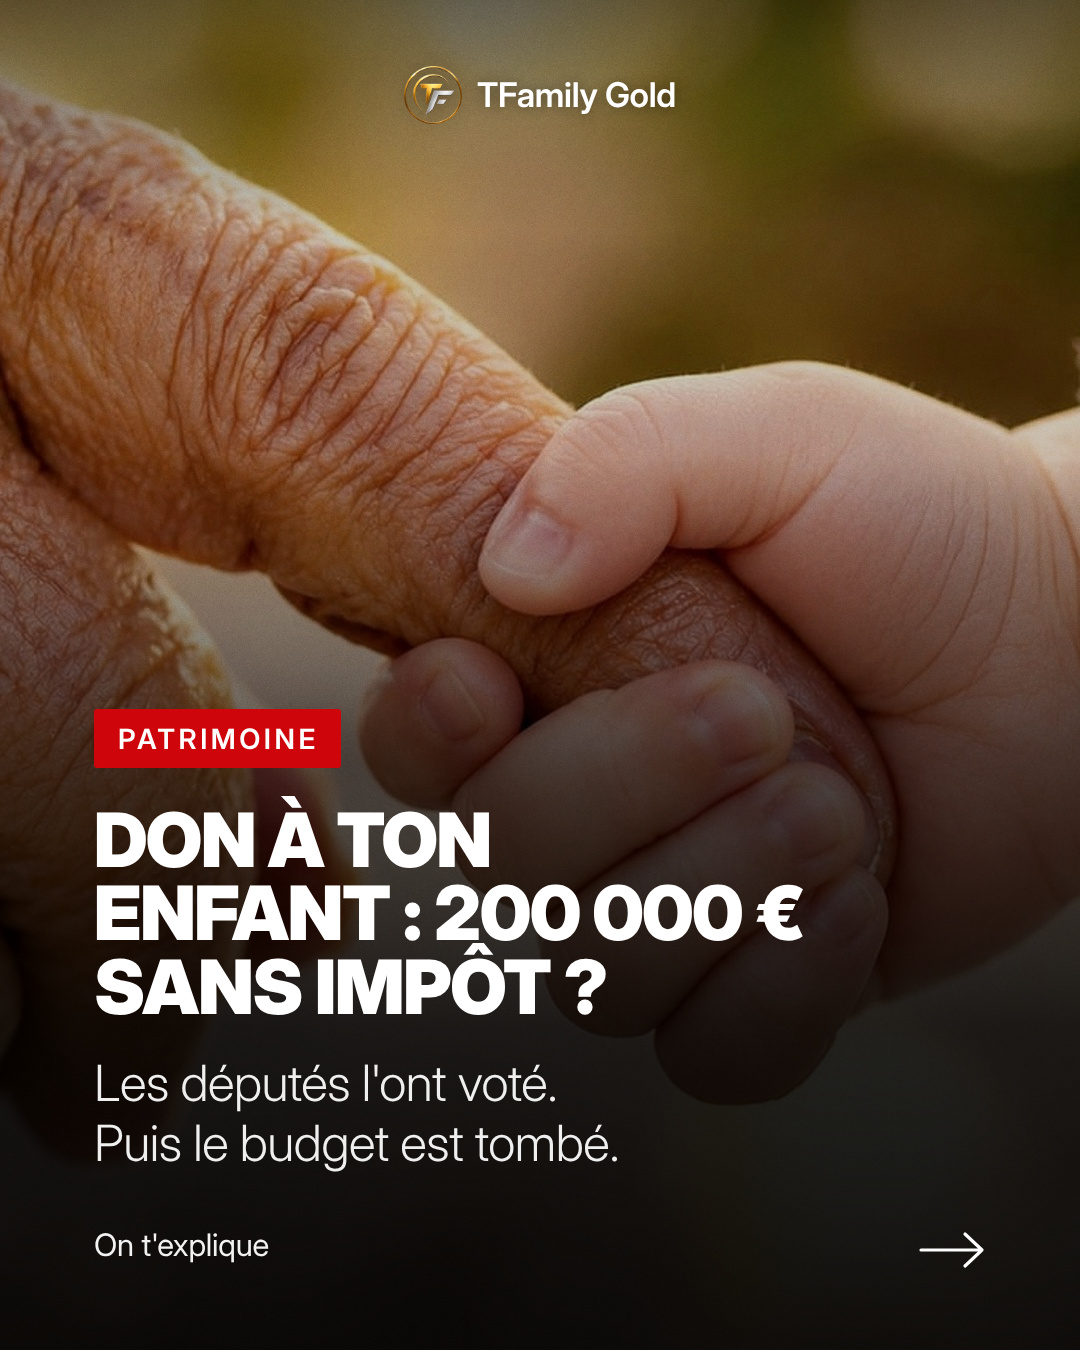 TF
TFamily Gold
PATRIMOINE
DON À TON
ENFANT : 200 000 €
SANS IMPÔT ?
Les députés l'ont voté.
Puis le budget est tombé.
On t'explique